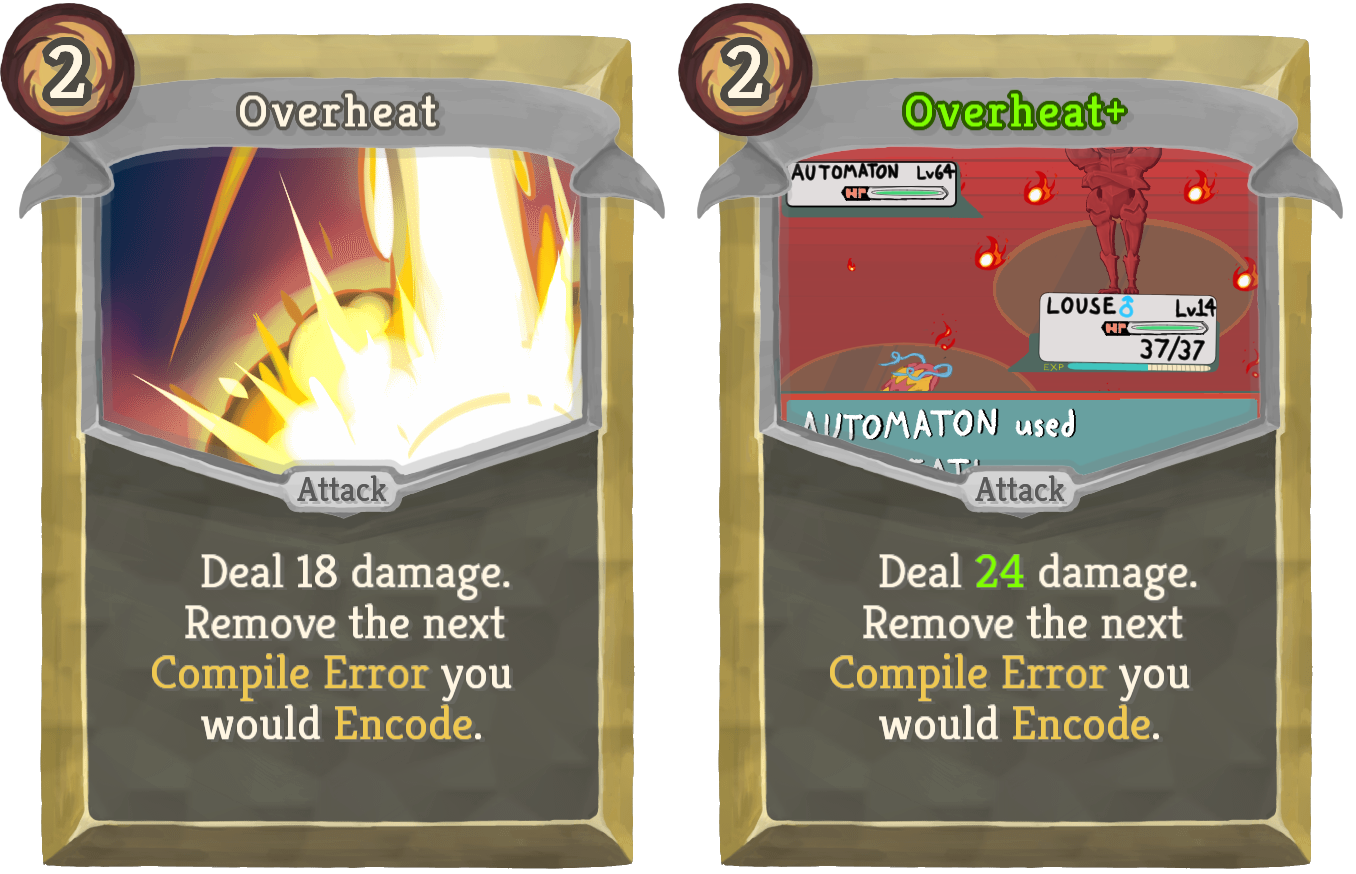 2
Overheat
Attack
Deal 18 damage.
Remove the next
Compile Error you
would Encode.
2
Overheat+
AUTOMATON Lv64
HP
LOUSE♂ Lv14
HP
37/37
EXP
AUTOMATON used
Attack
Deal 24 damage.
Remove the next
Compile Error you
would Encode.